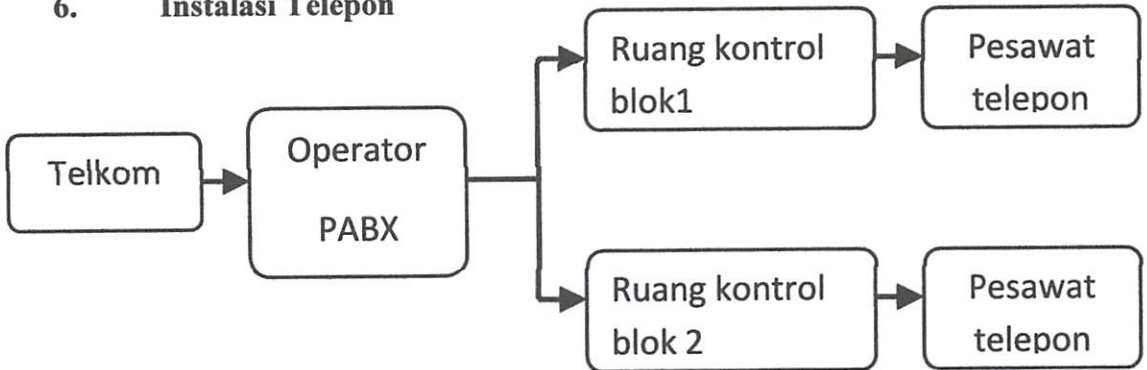 6. Instalasi Telepon
Telkom
Operator
PABX
Ruang kontrol
blok1
Pesawat
telepon
Ruang kontrol
blok 2
Pesawat
telepon